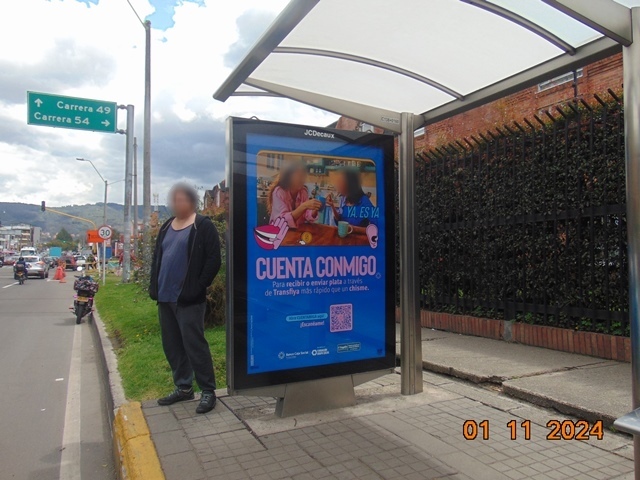 Carrera 49
Carrera 54
30
JCDecaux
YA, ES YA
CUENTA CONMIGO
Para recibir o enviar plata a través
de Transfiya más rápido que un chisme.
¡Escanéame!
01 11 2024